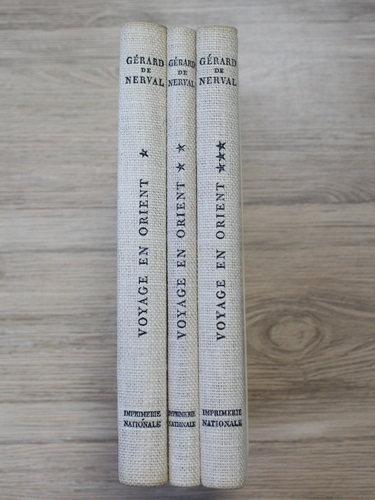 GÉRARD
DE
NERVAL
VOYAGE EN ORIENT ★
IMPRIMERIE
NATIONALE
GÉRARD
DE
NERVAL
VOYAGE EN ORIENT ★ ★
IMPRIMERIE
NATIONALE
GÉRARD
DE
NERVAL
VOYAGE EN ORIENT ★★★
IMPRIMERIE
NATIONALE